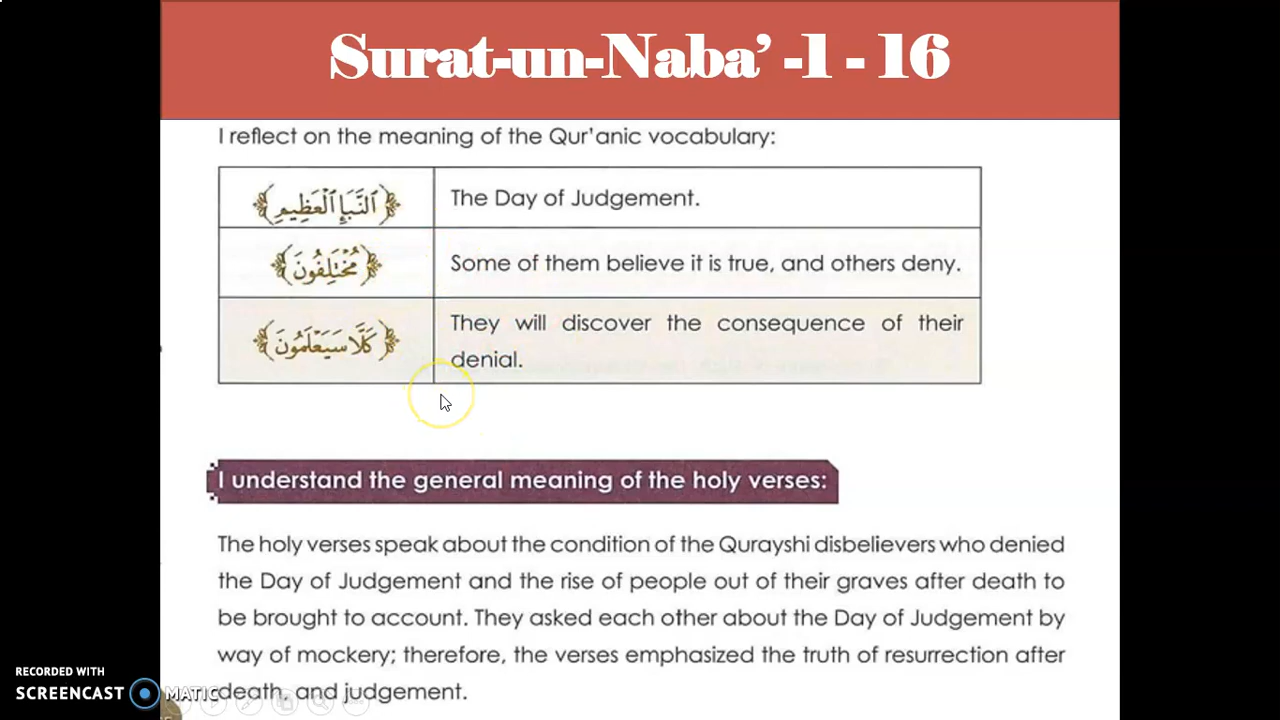 Surat-un-Naba’ -1 - 16
I reflect on the meaning of the Qur’anic vocabulary:
﴿ٱلنَّبَإِ ٱلۡعَظِيمِ﴾
The Day of Judgement.
﴿مُخۡتَلِفُونَ﴾
Some of them believe it is true, and others deny.
﴿كَلَّا سَيَعۡلَمُونَ﴾
They will discover the consequence of their
denial.
I understand the general meaning of the holy verses:
The holy verses speak about the condition of the Qurayshi disbelievers who denied
the Day of Judgement and the rise of people out of their graves after death to
be brought to account. They asked each other about the Day of Judgement by
way of mockery; therefore, the verses emphasized the truth of resurrection after
death, and judgement.
RECORDED WITH
SCREENCAST MATIC